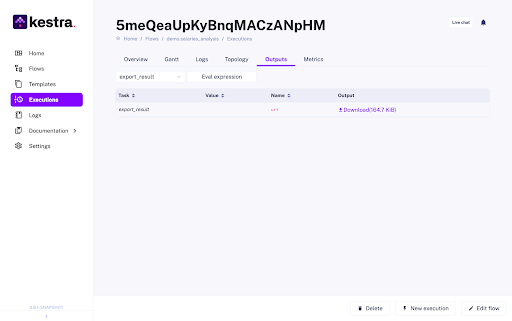 kestra.
5meQeaUpKyBnqMACzANpHM
Live chat
Home / Flows / demo.salaries_analysis / Executions
Home
Flows
Templates
Executions
Logs
Documentation
Settings
Overview Gantt Logs Topology Outputs Metrics
export_result Eval expression
Task Value Name Output
export_result uri Download(164.7 KiB)
Delete New execution Edit flow